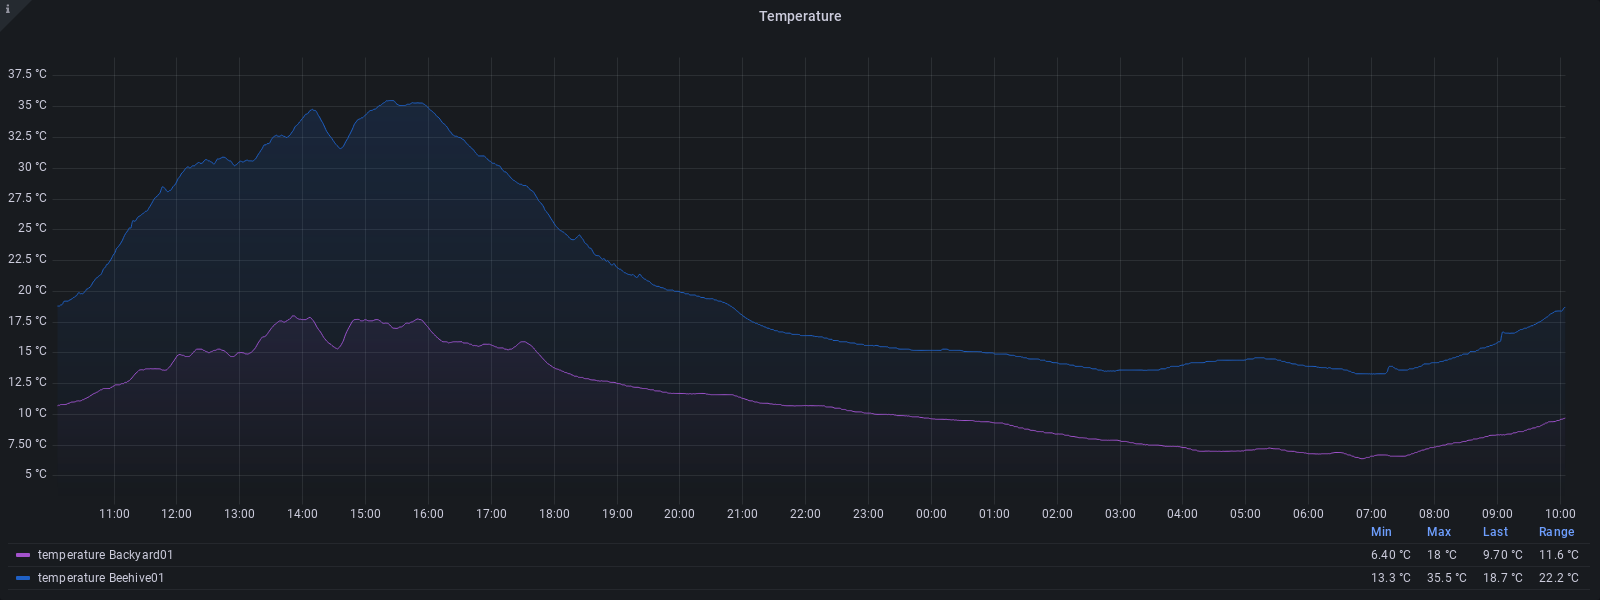 i
Temperature
37.5 °C
35 °C
32.5 °C
30 °C
27.5 °C
25 °C
22.5 °C
20 °C
17.5 °C
15 °C
12.5 °C
10 °C
7.50 °C
5 °C
11:00 12:00 13:00 14:00 15:00 16:00 17:00 18:00 19:00 20:00 21:00 22:00 23:00 00:00 01:00 02:00 03:00 04:00 05:00 06:00 07:00 08:00 09:00 10:00
Min Max Last Range
temperature Backyard01 6.40 °C 18 °C 9.70 °C 11.6 °C
temperature Beehive01 13.3 °C 35.5 °C 18.7 °C 22.2 °C